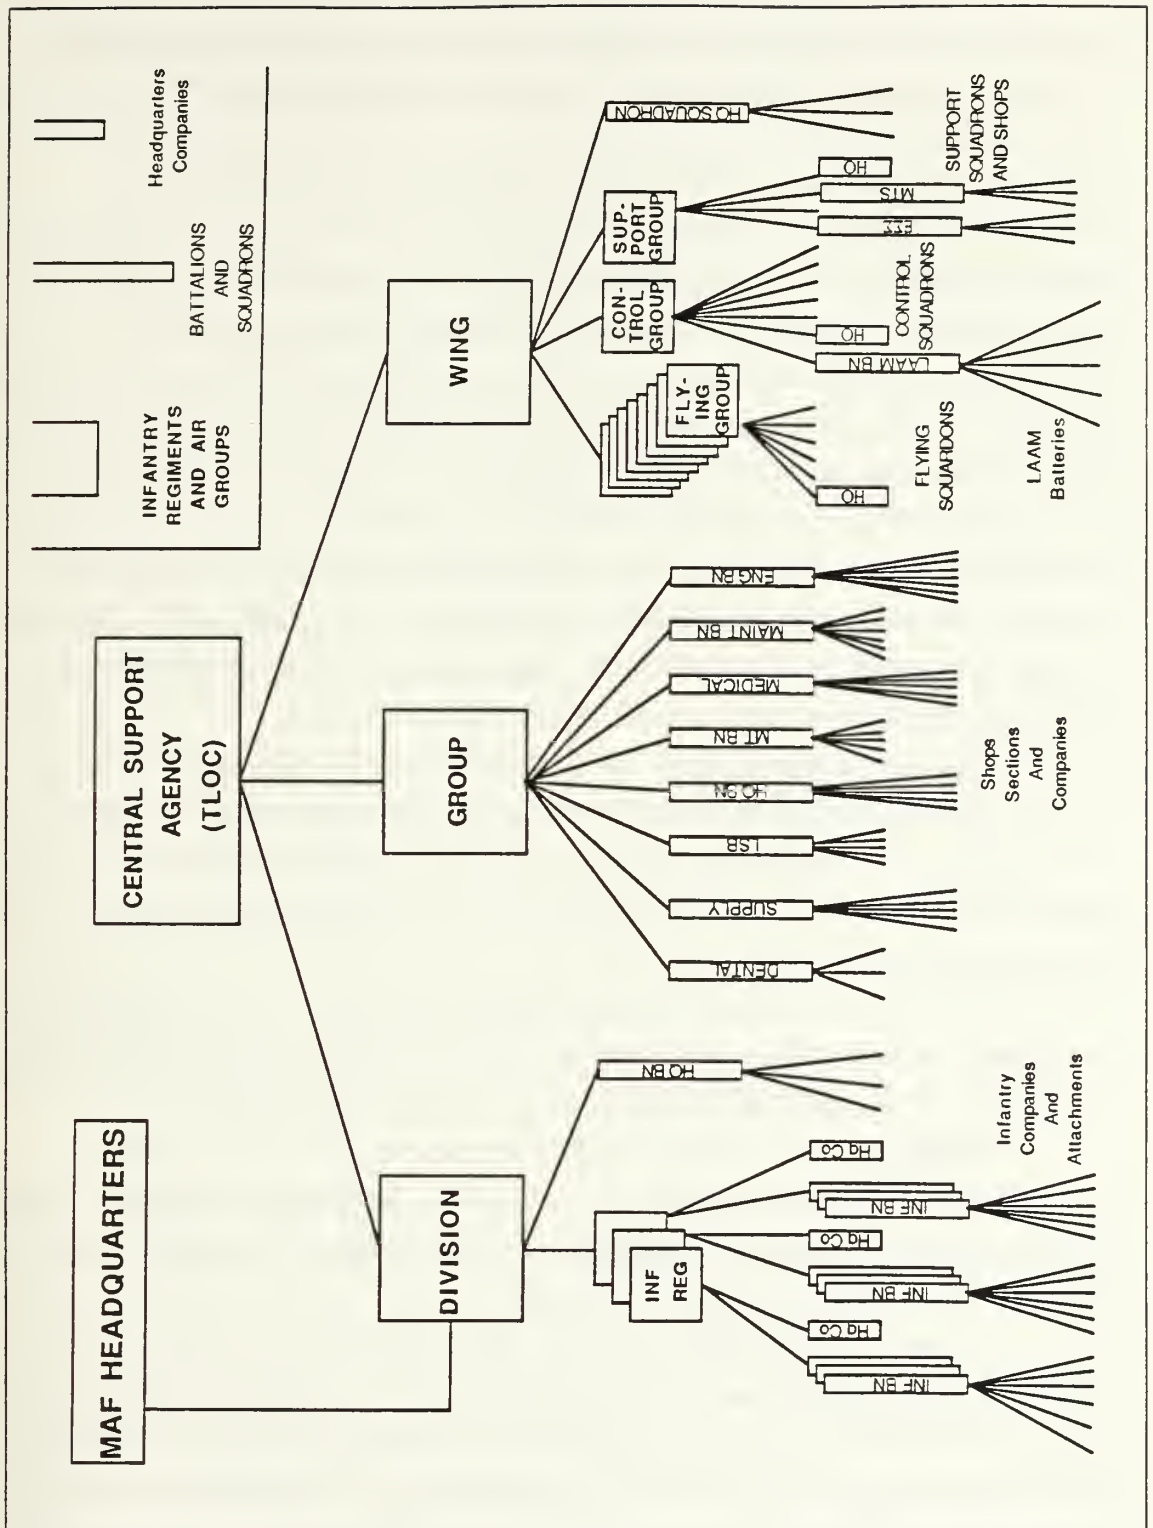 MAF HEADQUARTERS
CENTRAL SUPPORT
AGENCY
(TLOC)
INFANTRY
REGIMENTS
AND AIR
GROUPS
BATTALIONS
AND
SQUADRONS
Headquarters
Companies
DIVISION
GROUP
WING
INF
REG
HQ BN
Hq Co
Hq Co
Hq Co
INF BN
INF BN
INF BN
Infantry
Companies
And
Attachments
DENTAL
SUPPLY
LSB
HQ BN
MT BN
MEDICAL
MAINT BN
ENG BN
Shops
Sections
And
Companies
FLY-
ING
GROUP
CON-
TROL
GROUP
SUP-
PORT
GROUP
HQ SQUADRON
HQ
FLYING
SQUARDONS
LAAM BN
HQ
CONTROL
SQUADRONS
LAAM
Batteries
MTS
HQ
SUPPORT
SQUADRONS
AND SHOPS